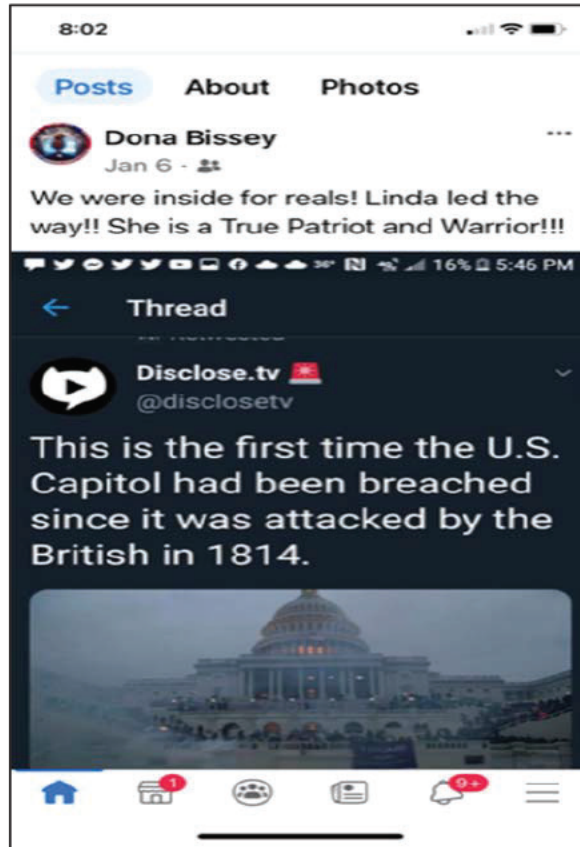 8:02
Posts About Photos
Dona Bissey
Jan 6 ·
We were inside for reals! Linda led the
way!! She is a True Patriot and Warrior!!!
36° N 16% 5:46 PM
Thread
Disclose.tv
@disclosetv
This is the first time the U.S.
Capitol had been breached
since it was attacked by the
British in 1814.
1 9+